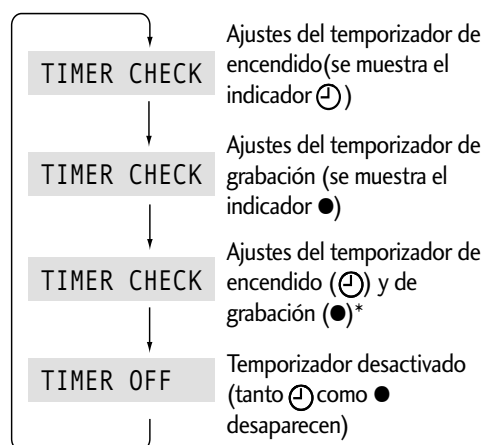 TIMER CHECK
Ajustes del temporizador de
encendido(se muestra el
indicador )
TIMER CHECK
Ajustes del temporizador de
grabación (se muestra el
indicador ●)
TIMER CHECK
Ajustes del temporizador de
encendido ( ) y de
grabación (●)*
TIMER OFF
Temporizador desactivado
(tanto como ●
desaparecen)